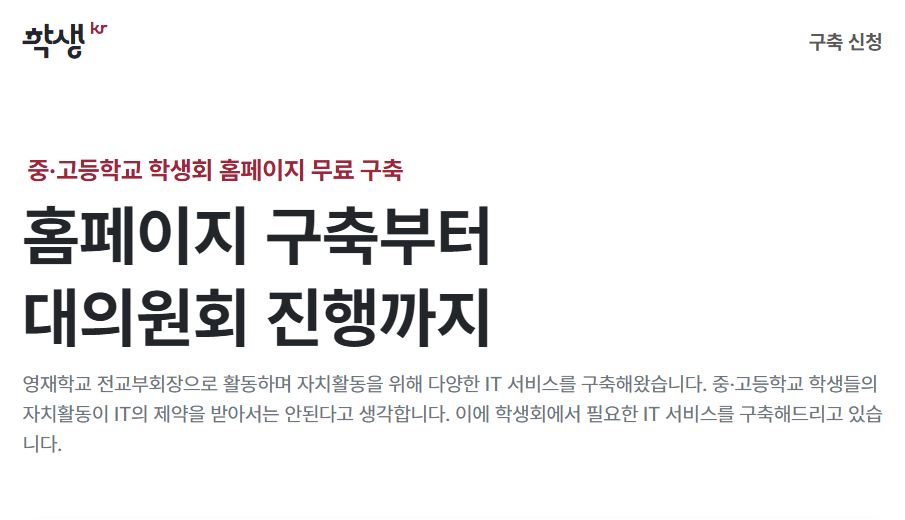 학생 kr
구축 신청
중·고등학교 학생회 홈페이지 무료 구축
홈페이지 구축부터
대의원회 진행까지
영재학교 전교부회장으로 활동하며 자치활동을 위해 다양한 IT 서비스를 구축해왔습니다. 중·고등학교 학생들의
자치활동이 IT의 제약을 받아서는 안된다고 생각합니다. 이에 학생회에서 필요한 IT 서비스를 구축해드리고 있습
니다.